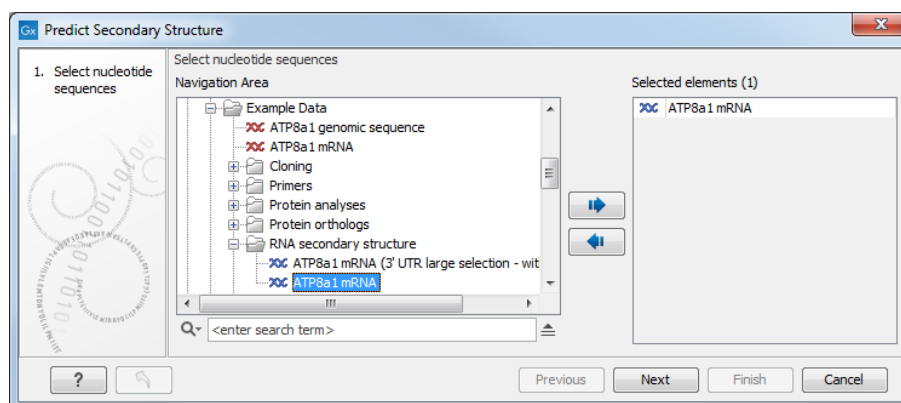 Gx Predict Secondary Structure
1. Select nucleotide
sequences
Select nucleotide sequences
Navigation Area
Example Data
ATP8a1 genomic sequence
ATP8a1 mRNA
Cloning
Primers
Protein analyses
Protein orthologs
RNA secondary structure
ATP8a1 mRNA (3' UTR large selection - wit
ATP8a1 mRNA
<enter search term>
Selected elements (1)
ATP8a1 mRNA
?
Previous
Next
Finish
Cancel